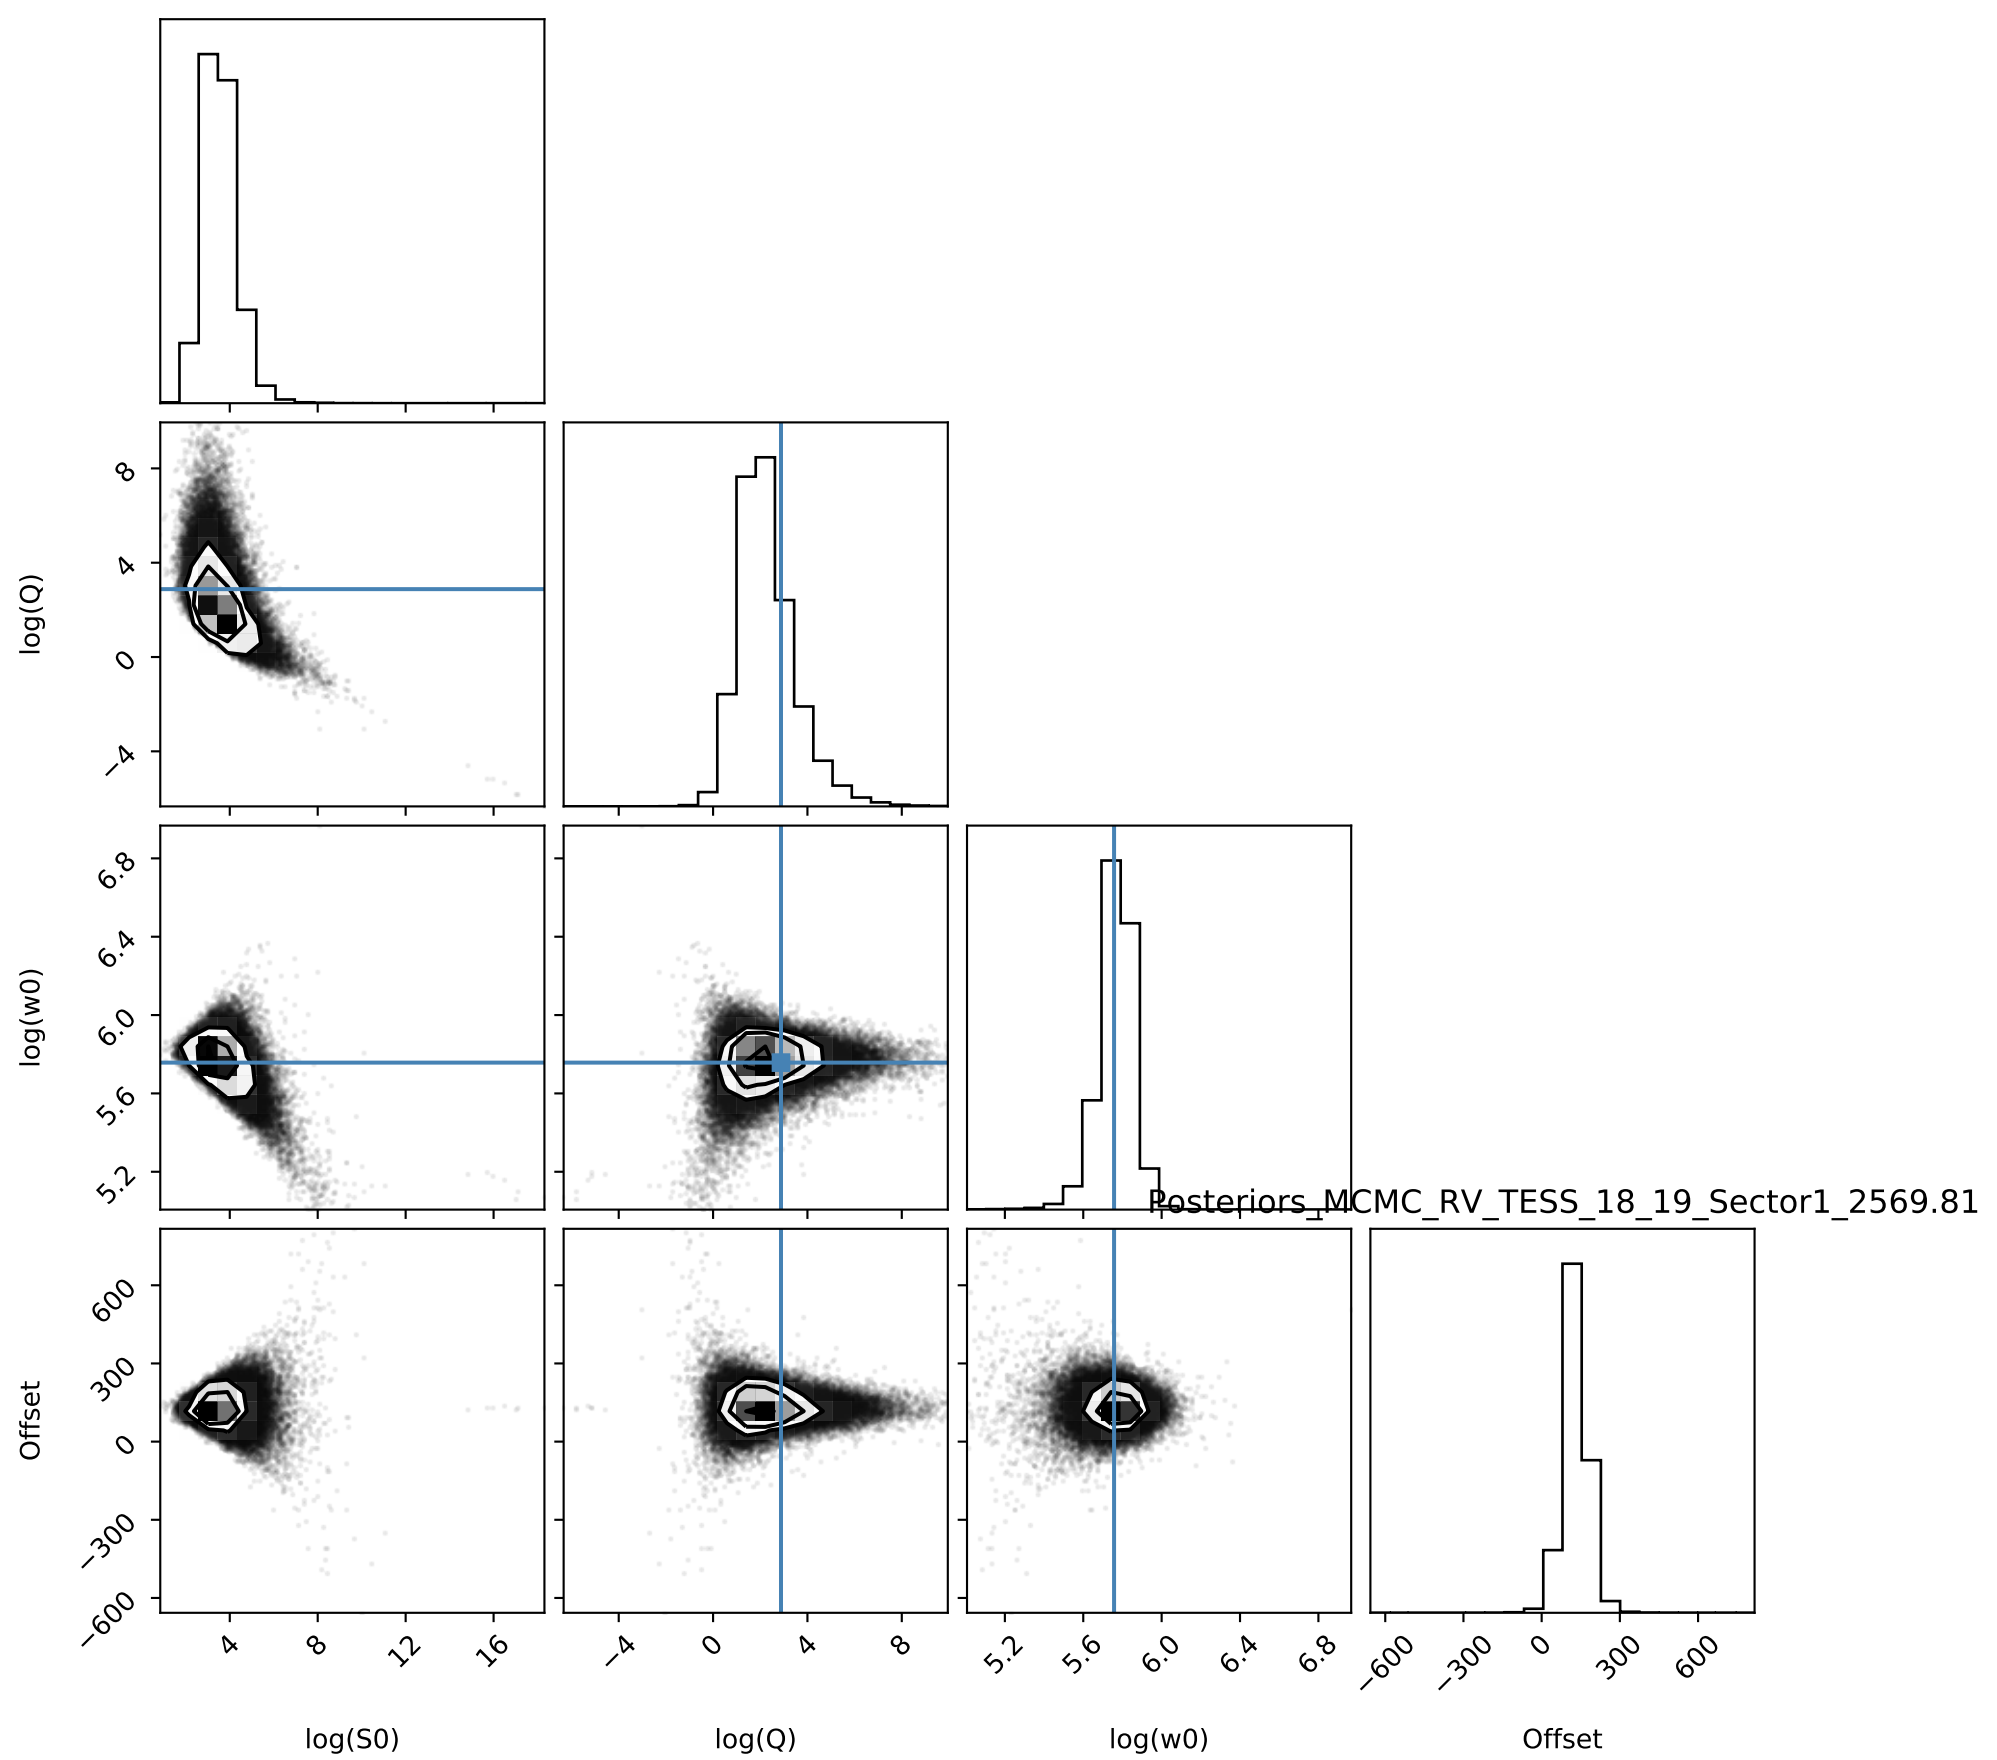 log(Q)
8
4
0
−4
log(w0)
6.8
6.4
6.0
5.6
5.2
Posteriors_MCMC_RV_TESS_18_19_Sector1_2569.81
Offset
600
300
0
−300
−600
4 8 12 16
−4 0 4 8
5.2 5.6 6.0 6.4 6.8
−600 −300 0 300 600
log(S0) log(Q) log(w0) Offset